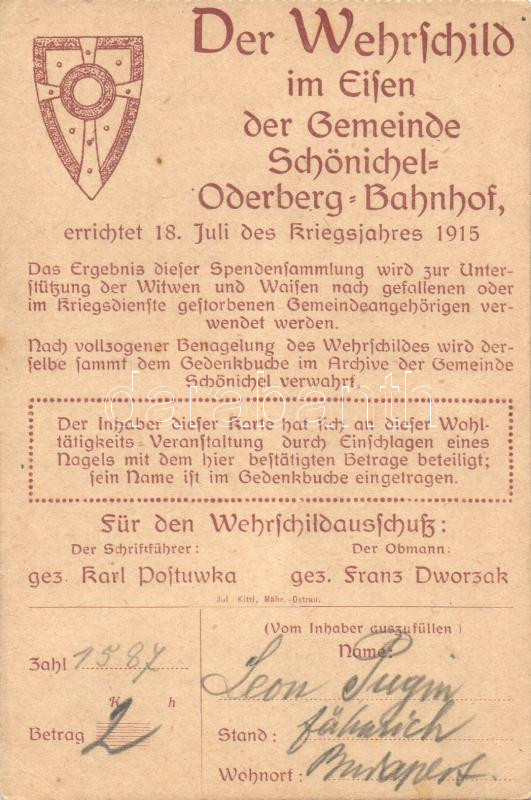 Der Wehrſchild
im Eiſen
der Gemeinde
Schönichel=
Oderberg=Bahnhof,
errichtet 18. Juli des Kriegsjahres 1915
Das Ergebnis dieſer Spendenſammlung wird zur Unter-
ſtützung der Witwen und Waiſen nach gefallenen oder
im Kriegsdienſte geſtorbenen Gemeindeangehörigen ver-
wendet werden.
Nach vollzogener Benagelung des Wehrſchildes wird der-
ſelbe ſammt dem Gedenkbuche im Archive der Gemeinde
Schönichel verwahrt.
darabanth
Der Inhaber dieſer Karte hat ſich an dieſer Wohl-
tätigkeits=Veranſtaltung durch Einſchlagen eines
Nagels mit dem hier beſtätigten Betrage beteiligt;
ſein Name iſt im Gedenkbuche eingetragen.
Für den Wehrſchildausſchuß:
Der Schriftführer: Der Obmann:
gez. Karl Poſtuwka gez. Franz Dworzak
Jul Kittl, Mähr.-Ostrau.
(Vom Inhaber auszufüllen)
Zahl 1587 Name: Leon
K h
Betrag 2 Stand: fähnrich
Wohnort: Budapest.